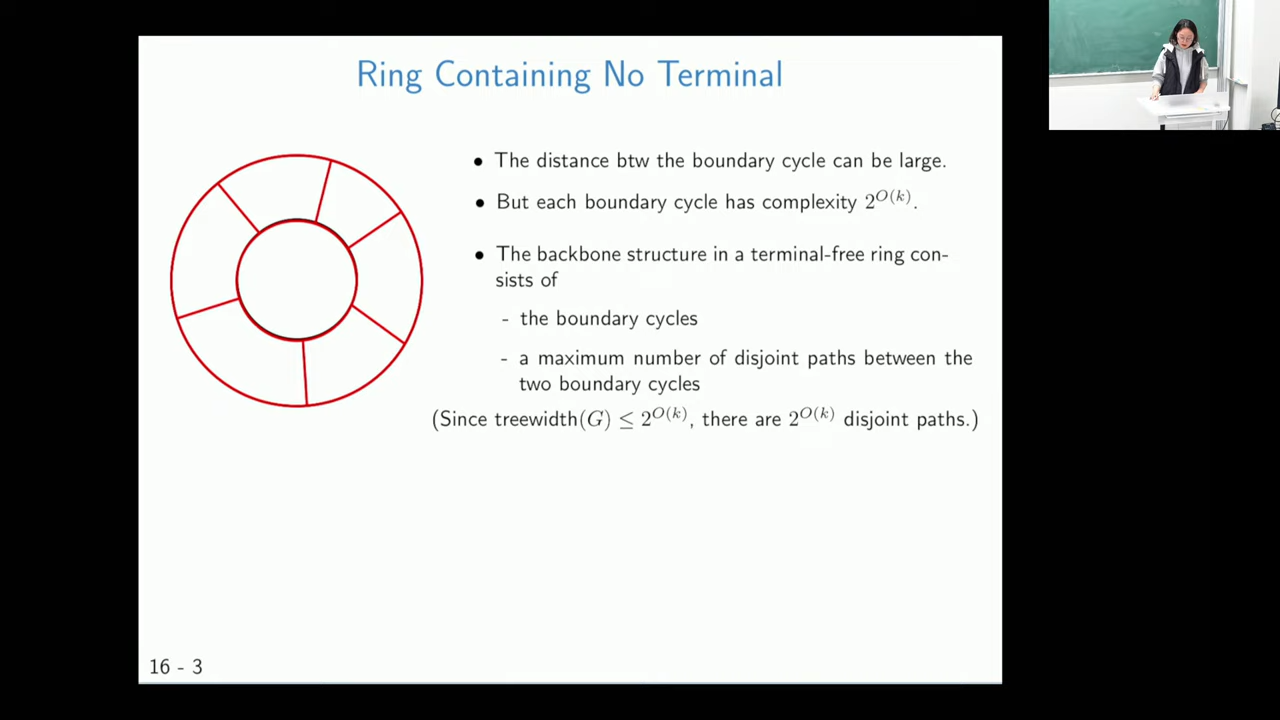 Ring Containing No Terminal
• The distance btw the boundary cycle can be large.
• But each boundary cycle has complexity 2^{O(k)}.
• The backbone structure in a terminal-free ring con-
sists of
- the boundary cycles
- a maximum number of disjoint paths between the
two boundary cycles
(Since treewidth(G) ≤ 2^{O(k)}, there are 2^{O(k)} disjoint paths.)
16 - 3